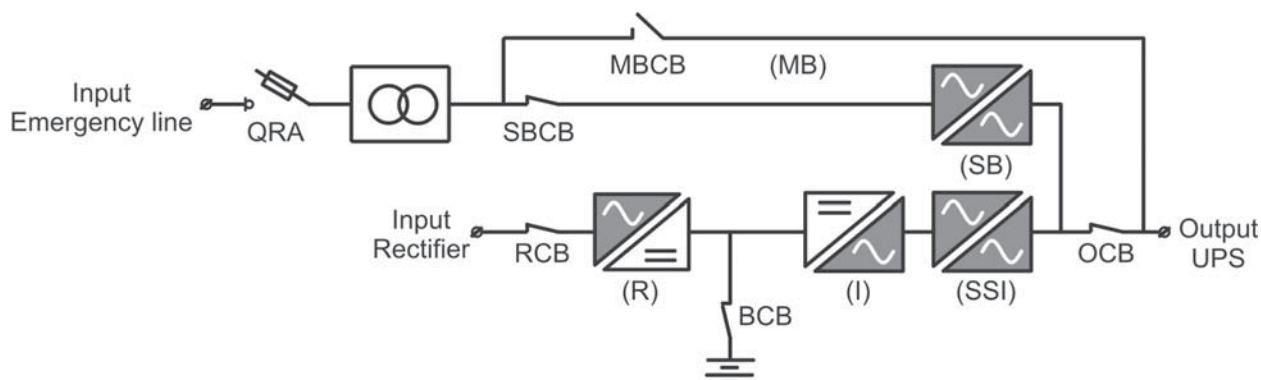 MBCB
(MB)
Input
Emergency line
QRA
SBCB
(SB)
Input
Rectifier
RCB
(R)
BCB
(I)
(SSI)
OCB
Output
UPS